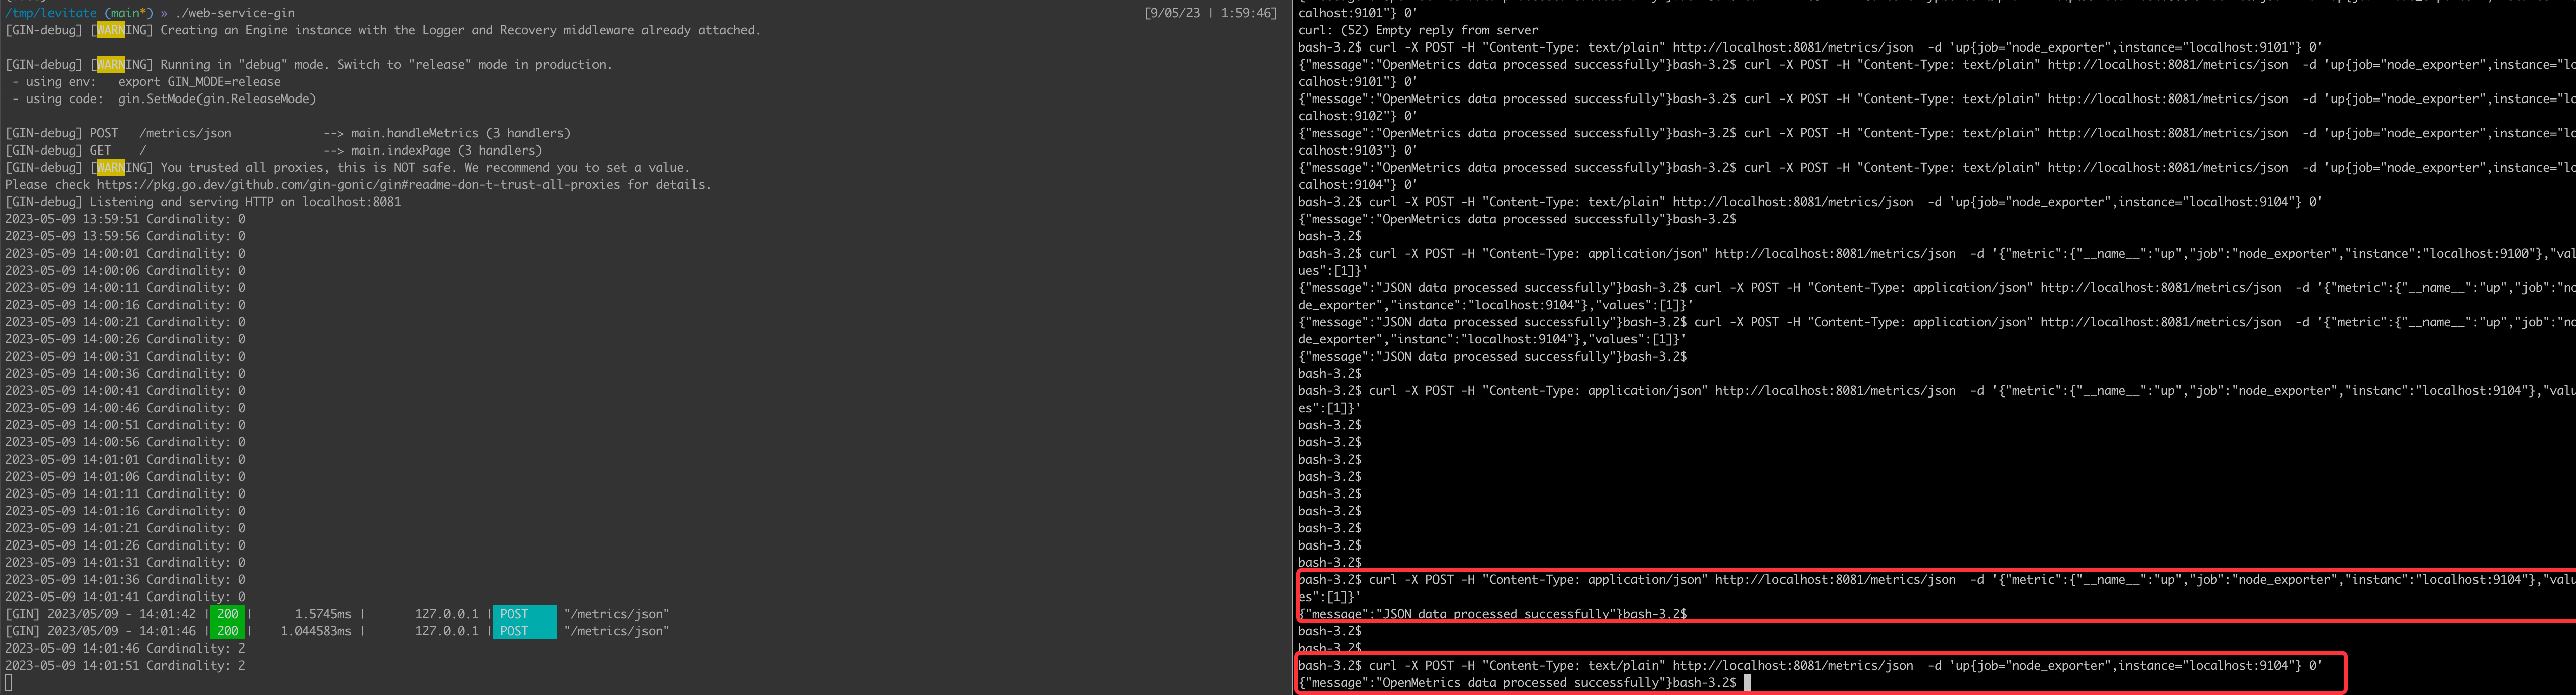 /tmp/levitate (main*) » ./web-service-gin [9/05/23 | 1:59:46]
[GIN-debug] [WARNING] Creating an Engine instance with the Logger and Recovery middleware already attached.
[GIN-debug] [WARNING] Running in "debug" mode. Switch to "release" mode in production.
- using env: export GIN_MODE=release
- using code: gin.SetMode(gin.ReleaseMode)
[GIN-debug] POST /metrics/json --> main.handleMetrics (3 handlers)
[GIN-debug] GET / --> main.indexPage (3 handlers)
[GIN-debug] [WARNING] You trusted all proxies, this is NOT safe. We recommend you to set a value.
Please check https://pkg.go.dev/github.com/gin-gonic/gin#readme-don-t-trust-all-proxies for details.
[GIN-debug] Listening and serving HTTP on localhost:8081
2023-05-09 13:59:51 Cardinality: 0
2023-05-09 13:59:56 Cardinality: 0
2023-05-09 14:00:01 Cardinality: 0
2023-05-09 14:00:06 Cardinality: 0
2023-05-09 14:00:11 Cardinality: 0
2023-05-09 14:00:16 Cardinality: 0
2023-05-09 14:00:21 Cardinality: 0
2023-05-09 14:00:26 Cardinality: 0
2023-05-09 14:00:31 Cardinality: 0
2023-05-09 14:00:36 Cardinality: 0
2023-05-09 14:00:41 Cardinality: 0
2023-05-09 14:00:46 Cardinality: 0
2023-05-09 14:00:51 Cardinality: 0
2023-05-09 14:00:56 Cardinality: 0
2023-05-09 14:01:01 Cardinality: 0
2023-05-09 14:01:06 Cardinality: 0
2023-05-09 14:01:11 Cardinality: 0
2023-05-09 14:01:16 Cardinality: 0
2023-05-09 14:01:21 Cardinality: 0
2023-05-09 14:01:26 Cardinality: 0
2023-05-09 14:01:31 Cardinality: 0
2023-05-09 14:01:36 Cardinality: 0
2023-05-09 14:01:41 Cardinality: 0
[GIN] 2023/05/09 - 14:01:42 | 200 | 1.5745ms | 127.0.0.1 | POST "/metrics/json"
[GIN] 2023/05/09 - 14:01:46 | 200 | 1.044583ms | 127.0.0.1 | POST "/metrics/json"
2023-05-09 14:01:46 Cardinality: 2
2023-05-09 14:01:51 Cardinality: 2
calhost:9101"} 0'
curl: (52) Empty reply from server
bash-3.2$ curl -X POST -H "Content-Type: text/plain" http://localhost:8081/metrics/json -d 'up{job="node_exporter",instance="localhost:9101"} 0'
{"message":"OpenMetrics data processed successfully"}bash-3.2$ curl -X POST -H "Content-Type: text/plain" http://localhost:8081/metrics/json -d 'up{job="node_exporter",instance="lo
calhost:9101"} 0'
{"message":"OpenMetrics data processed successfully"}bash-3.2$ curl -X POST -H "Content-Type: text/plain" http://localhost:8081/metrics/json -d 'up{job="node_exporter",instance="lo
calhost:9102"} 0'
{"message":"OpenMetrics data processed successfully"}bash-3.2$ curl -X POST -H "Content-Type: text/plain" http://localhost:8081/metrics/json -d 'up{job="node_exporter",instance="lo
calhost:9103"} 0'
{"message":"OpenMetrics data processed successfully"}bash-3.2$ curl -X POST -H "Content-Type: text/plain" http://localhost:8081/metrics/json -d 'up{job="node_exporter",instance="lo
calhost:9104"} 0'
bash-3.2$ curl -X POST -H "Content-Type: text/plain" http://localhost:8081/metrics/json -d 'up{job="node_exporter",instance="localhost:9104"} 0'
{"message":"OpenMetrics data processed successfully"}bash-3.2$
bash-3.2$
bash-3.2$ curl -X POST -H "Content-Type: application/json" http://localhost:8081/metrics/json -d '{"metric":{"__name__":"up","job":"node_exporter","instance":"localhost:9100"},"val
ues":[1]}'
{"message":"JSON data processed successfully"}bash-3.2$ curl -X POST -H "Content-Type: application/json" http://localhost:8081/metrics/json -d '{"metric":{"__name__":"up","job":"no
de_exporter","instance":"localhost:9104"},"values":[1]}'
{"message":"JSON data processed successfully"}bash-3.2$ curl -X POST -H "Content-Type: application/json" http://localhost:8081/metrics/json -d '{"metric":{"__name__":"up","job":"no
de_exporter","instanc":"localhost:9104"},"values":[1]}'
{"message":"JSON data processed successfully"}bash-3.2$
bash-3.2$
bash-3.2$ curl -X POST -H "Content-Type: application/json" http://localhost:8081/metrics/json -d '{"metric":{"__name__":"up","job":"node_exporter","instanc":"localhost:9104"},"valu
es":[1]}'
bash-3.2$
bash-3.2$
bash-3.2$
bash-3.2$
bash-3.2$
bash-3.2$
bash-3.2$
bash-3.2$
bash-3.2$
bash-3.2$ curl -X POST -H "Content-Type: application/json" http://localhost:8081/metrics/json -d '{"metric":{"__name__":"up","job":"node_exporter","instanc":"localhost:9104"},"valu
es":[1]}'
{"message":"JSON data processed successfully"}bash-3.2$
bash-3.2$
bash-3.2$
bash-3.2$ curl -X POST -H "Content-Type: text/plain" http://localhost:8081/metrics/json -d 'up{job="node_exporter",instance="localhost:9104"} 0'
{"message":"OpenMetrics data processed successfully"}bash-3.2$